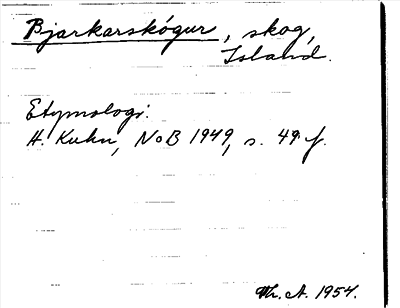 Bjarkarskógur, skog,
Island.
Etymologi:
H. Kuhn, NoB 1949, s. 49 f.
Th. A. 1954.